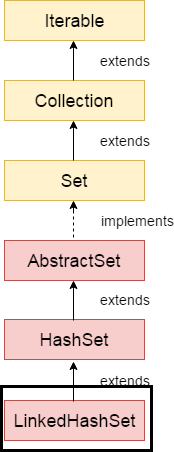 Iterable
extends
Collection
extends
Set
implements
AbstractSet
extends
HashSet
extends
LinkedHashSet